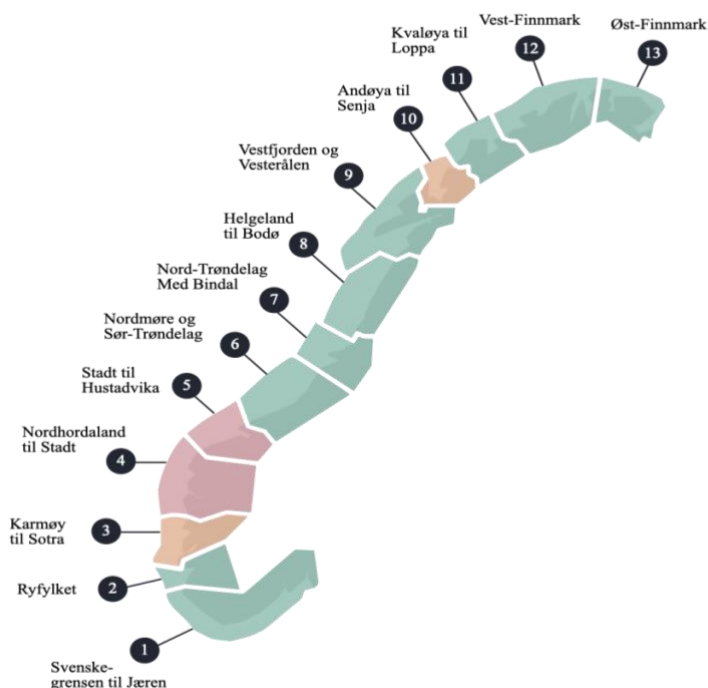 Vest-Finnmark
12
Øst-Finnmark
13
Kvaløya til
Loppa
11
Andøya til
Senja
10
Vestfjorden og
Vesterålen
9
Helgeland
til Bodø
8
Nord-Trøndelag
Med Bindal
7
Nordmøre og
Sør-Trøndelag
6
Stadt til
Hustadvika
5
Nordhordaland
til Stadt
4
Karmøy
til Sotra
3
Ryfylket
2
1
Svenske-
grensen til Jæren